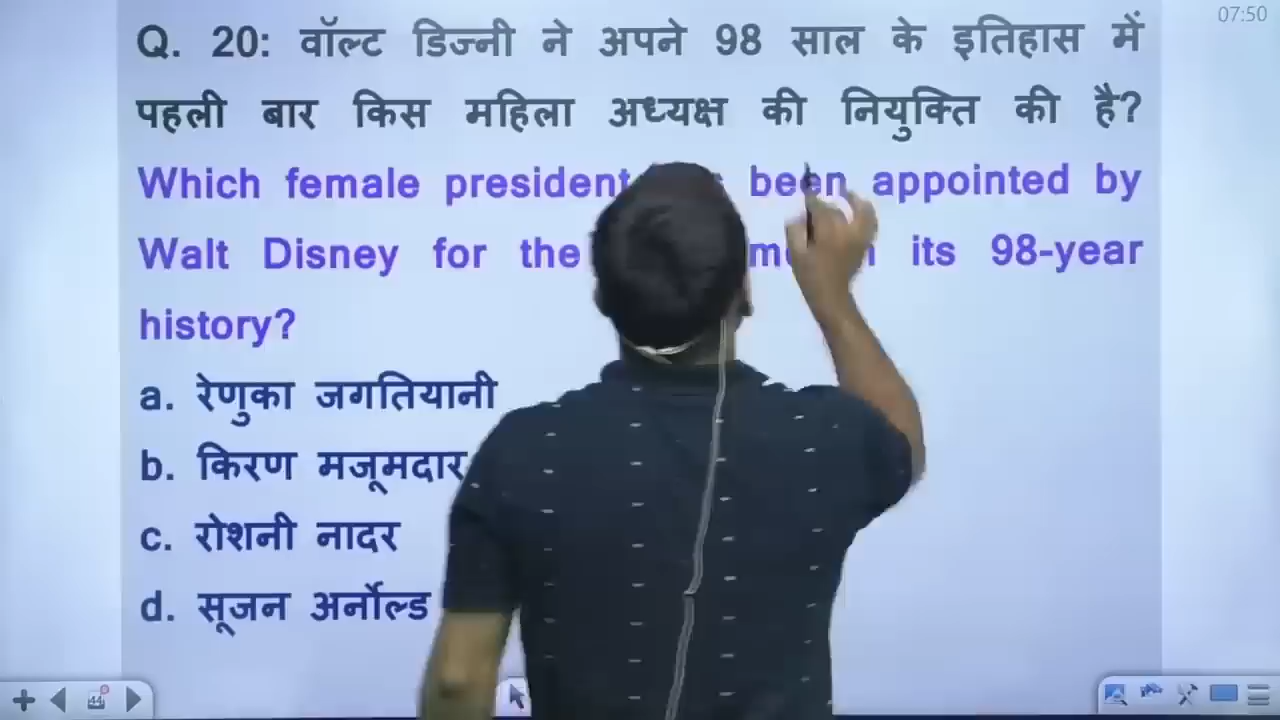 07:50
Q. 20: वॉल्ट डिज्नी ने अपने 98 साल के इतिहास में
पहली बार किस महिला अध्यक्ष की नियुक्ति की है?
Which female president been appointed by
Walt Disney for the its 98-year
history?
a. रेणुका जगतियानी
b. किरण मजूमदार
c. रोशनी नादर
d. सूजन अर्नोल्ड
44